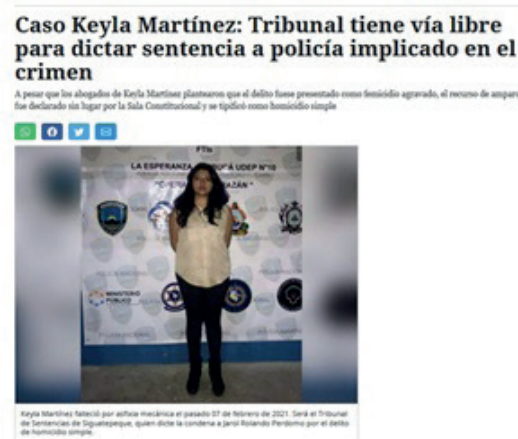 Caso Keyla Martínez: Tribunal tiene vía libre
para dictar sentencia a policía implicado en el
crimen
A pesar que los abogados de Keyla Martínez plantearon que el delito fuese presentado como femicidio agravado, el recurso de amparo
fue declarado sin lugar por la Sala Constitucional y se tipificó como homicidio simple
LA ESPERANZA UDEP Nº10
MINISTERIO
PÚBLICO
Keyla Martínez falleció por asfixia mecánica el pasado 07 de febrero de 2021. Será el Tribunal
de Sentencias de Siguatepeque, quien dicte la condena a Jarol Rolando Perdomo por el delito
de homicidio simple.